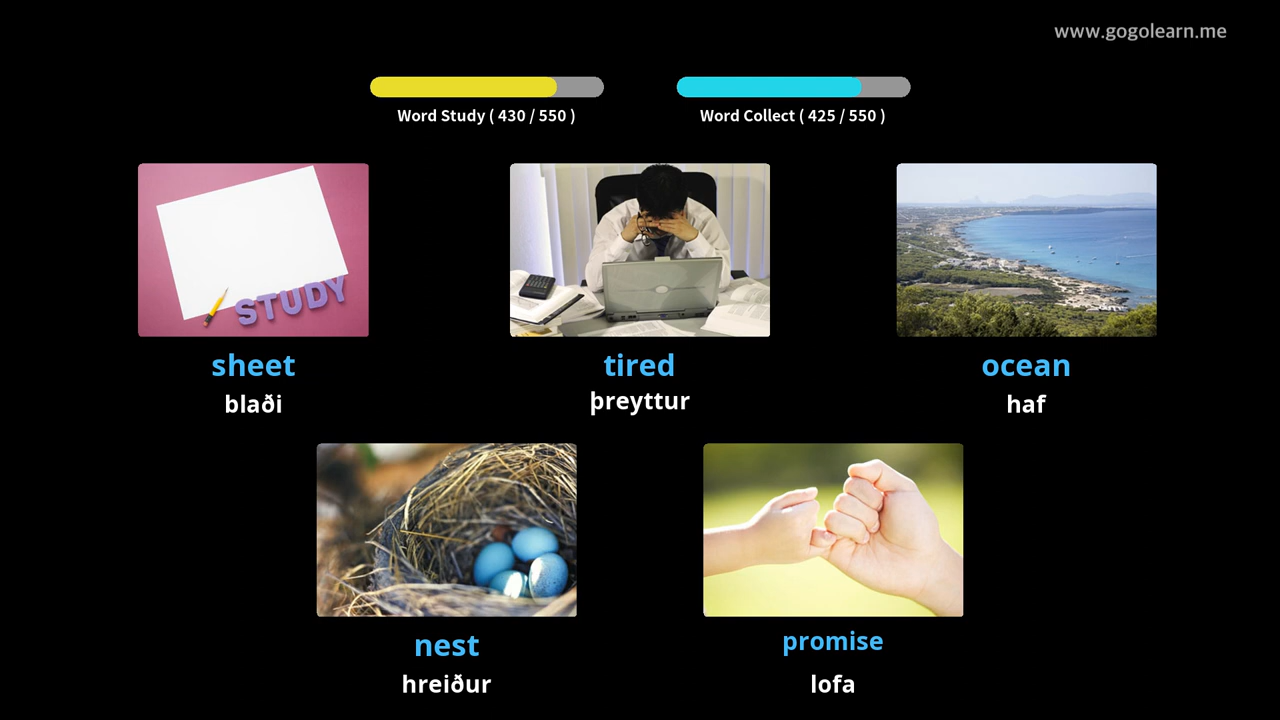 www.gogolearn.me
Word Study ( 430 / 550 )
Word Collect ( 425 / 550 )
STUDY
sheet
blaði
tired
þreyttur
ocean
haf
nest
hreiður
promise
lofa